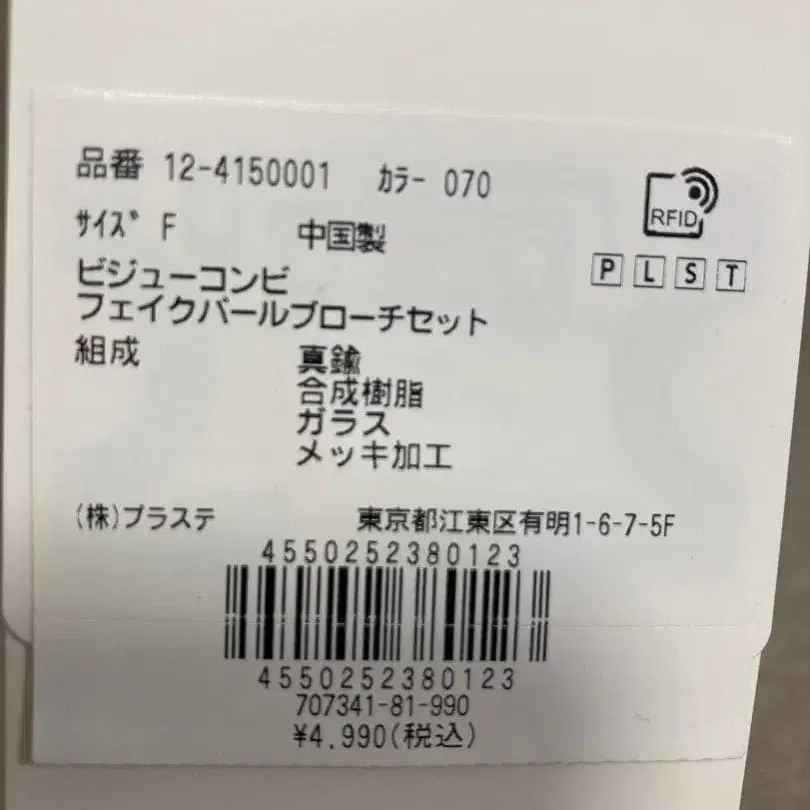 品番 12-4150001 カラー 070
サイズ F 中国製
RFID
PLST
ビジューコンビ
フェイクパールブローチセット
組成 真鍮
合成樹脂
ガラス
メッキ加工
(株)プラステ 東京都江東区有明1-6-7-5F
4550252380123
4550252380123
707341-81-990
¥4,990(税込)